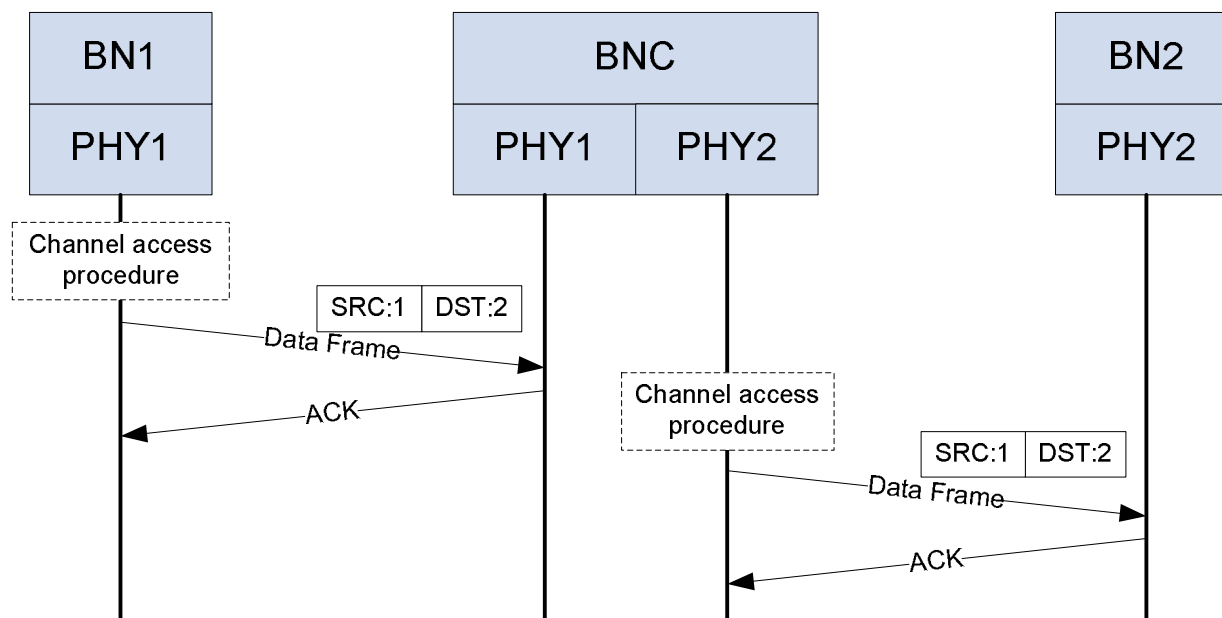 BN1
BNC
BN2
PHY1
PHY1
PHY2
PHY2
Channel access
procedure
SRC:1
DST:2
Data Frame
ACK
Channel access
procedure
SRC:1
DST:2
Data Frame
ACK